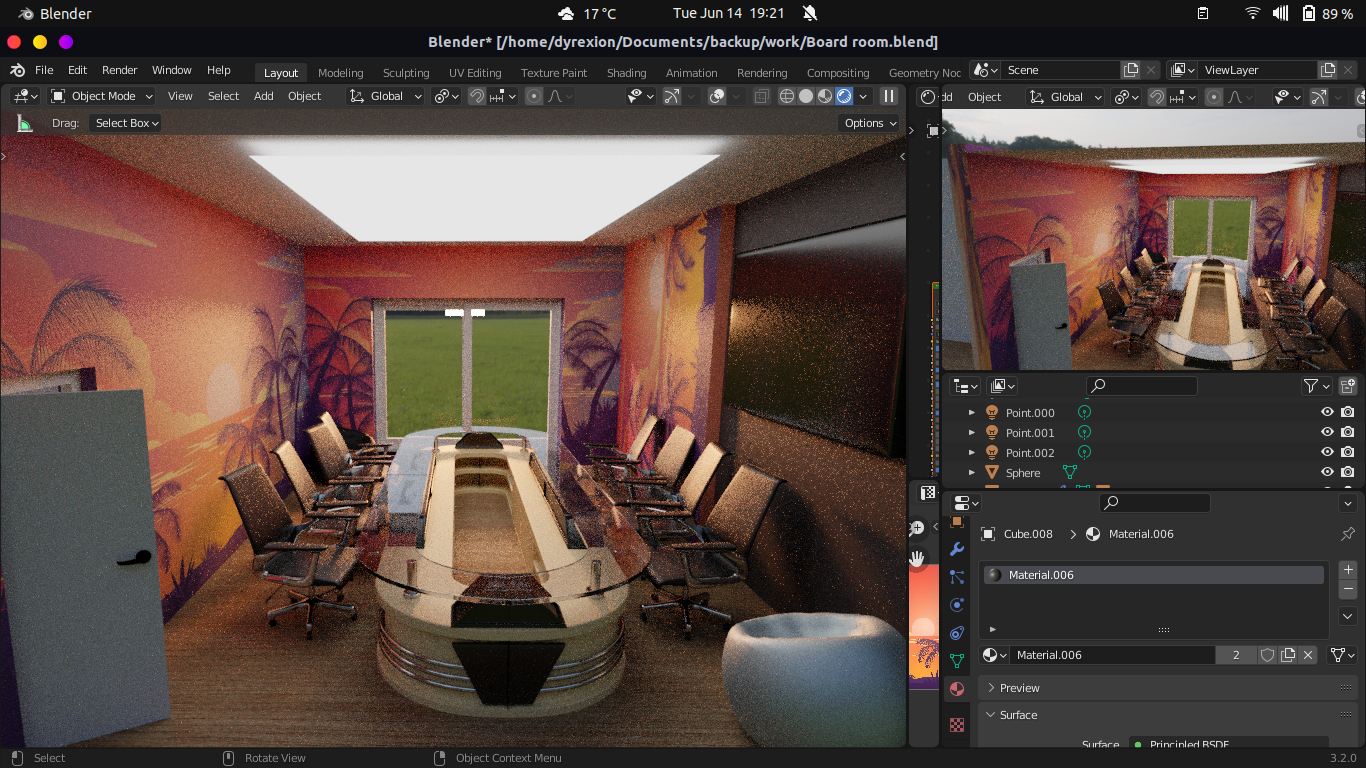 Blender
17 °C
Tue Jun 14 19:21
89 %
Blender* [/home/dyrexion/Documents/backup/work/Board room.blend]
File Edit Render Window Help
Layout Modeling Sculpting UV Editing Texture Paint Shading Animation Rendering Compositing Geometry Noc
Scene
ViewLayer
Object Mode View Select Add Object Global
dd Object Global
Drag: Select Box
Options
Point.000
Point.001
Point.002
Sphere
Cube.008 Material.006
Material.006
Material.006 2
Preview
Surface
Surface Principled BSDF
Select Rotate View Object Context Menu 3.2.0